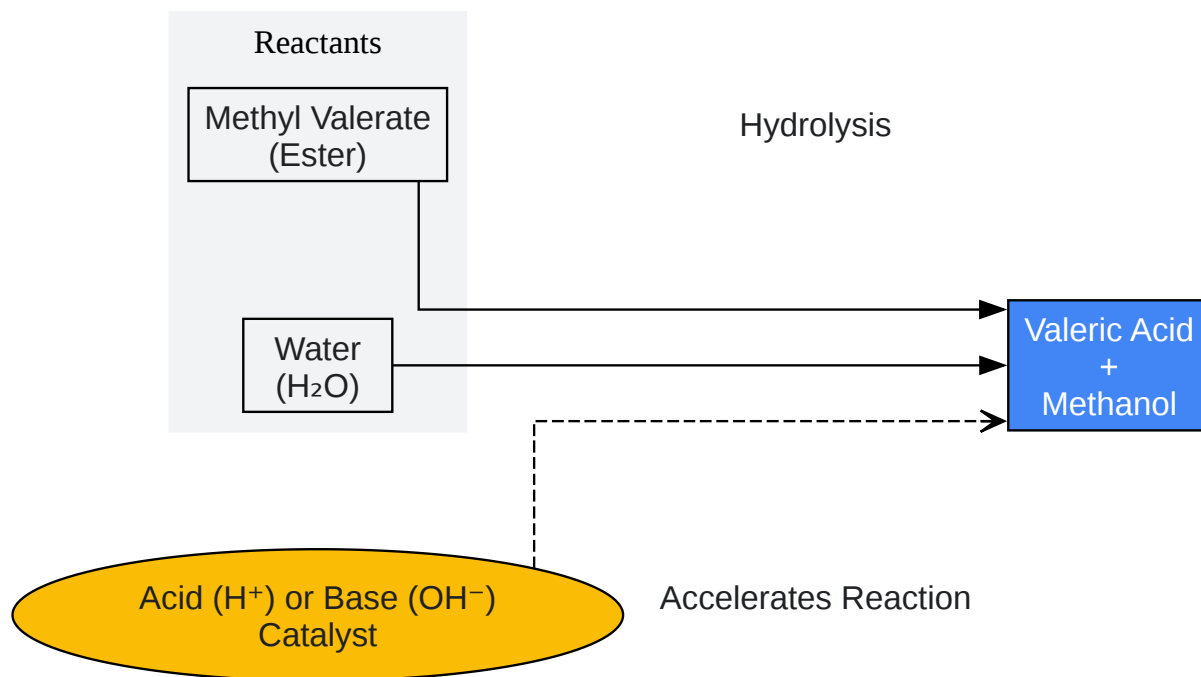 Reactants
Methyl Valerate
(Ester)
Hydrolysis
Water
(H₂O)
Valeric Acid
+
Methanol
Acid (H⁺) or Base (OH⁻)
Catalyst
Accelerates Reaction